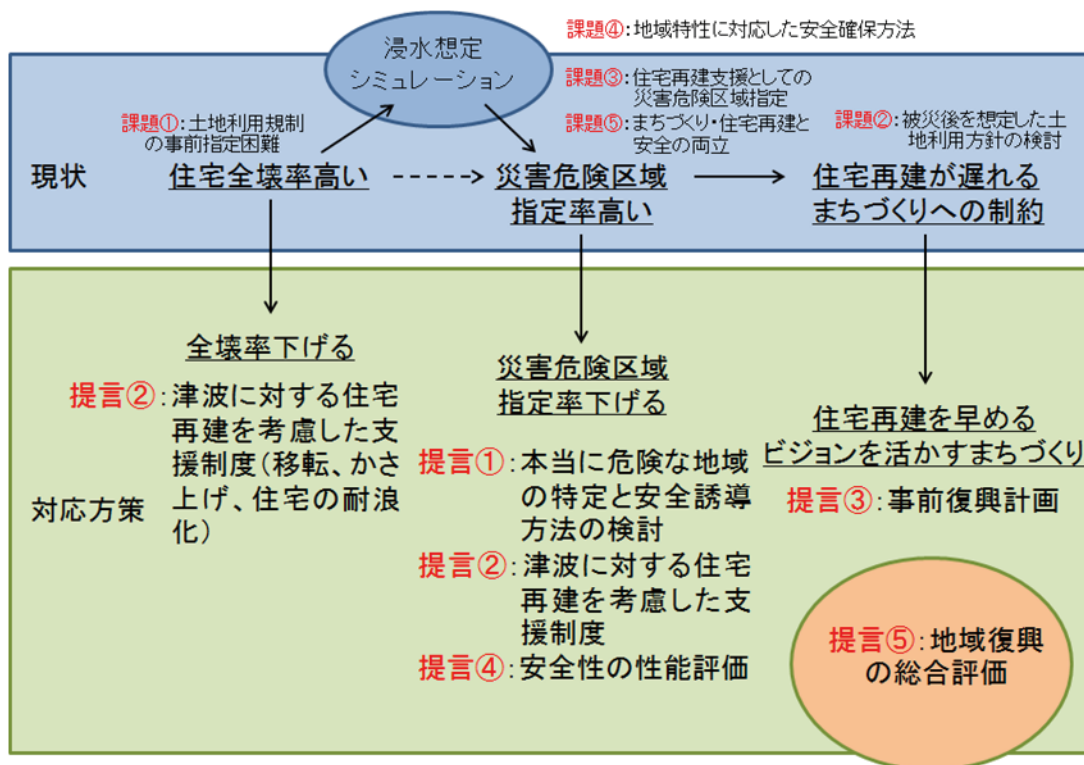 課題④:地域特性に対応した安全確保方法
浸水想定
シミュレーション
課題①:土地利用規制
の事前指定困難
課題③:住宅再建支援としての
災害危険区域指定
課題⑤:まちづくり・住宅再建と
安全の両立
課題②:被災後を想定した土
地利用方針の検討
現状
住宅全壊率高い
災害危険区域
指定率高い
住宅再建が遅れる
まちづくりへの制約
対応方策
全壊率下げる
提言②:津波に対する住宅
再建を考慮した支
援制度(移転、かさ
上げ、住宅の耐浪
化)
災害危険区域
指定率下げる
提言①:本当に危険な地域
の特定と安全誘導
方法の検討
提言②:津波に対する住宅
再建を考慮した支
援制度
提言④:安全性の性能評価
住宅再建を早める
ビジョンを活かすまちづくり
提言③:事前復興計画
提言⑤:地域復興
の総合評価